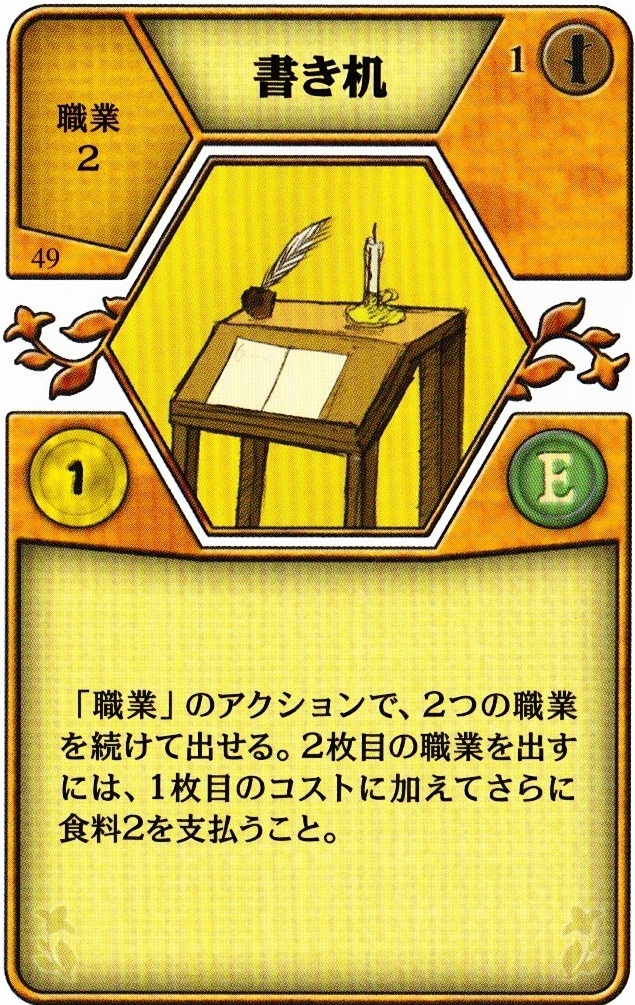 書き机
1
職業
2
49
1
E
「職業」のアクションで、2つの職業
を続けて出せる。2枚目の職業を出す
には、1枚目のコストに加えてさらに
食料2を支払うこと。